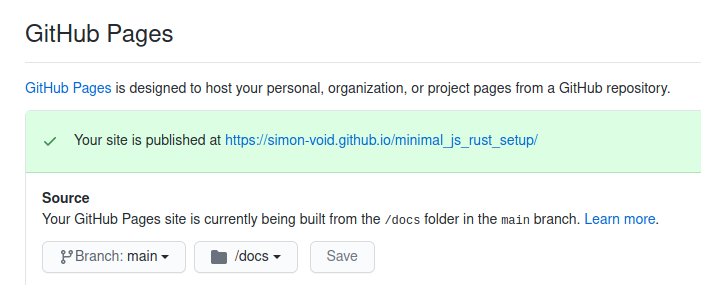 GitHub Pages
GitHub Pages is designed to host your personal, organization, or project pages from a GitHub repository.
Your site is published at https://simon-void.github.io/minimal_js_rust_setup/
Source
Your GitHub Pages site is currently being built from the /docs folder in the main branch. Learn more.
Branch: main /docs Save